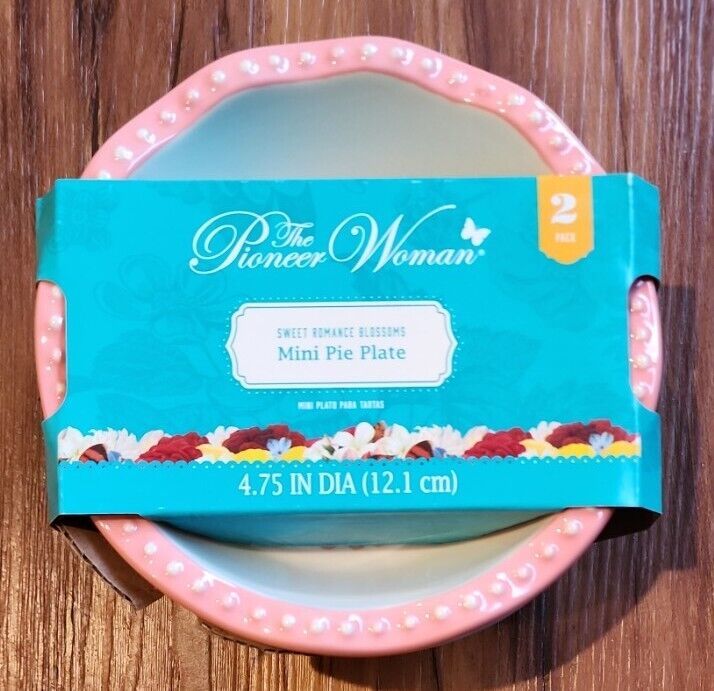 The
Pioneer Woman®
2
PACK
SWEET ROMANCE BLOSSOMS
Mini Pie Plate
MINI PLATO PARA TARTAS
4.75 IN DIA (12.1 cm)